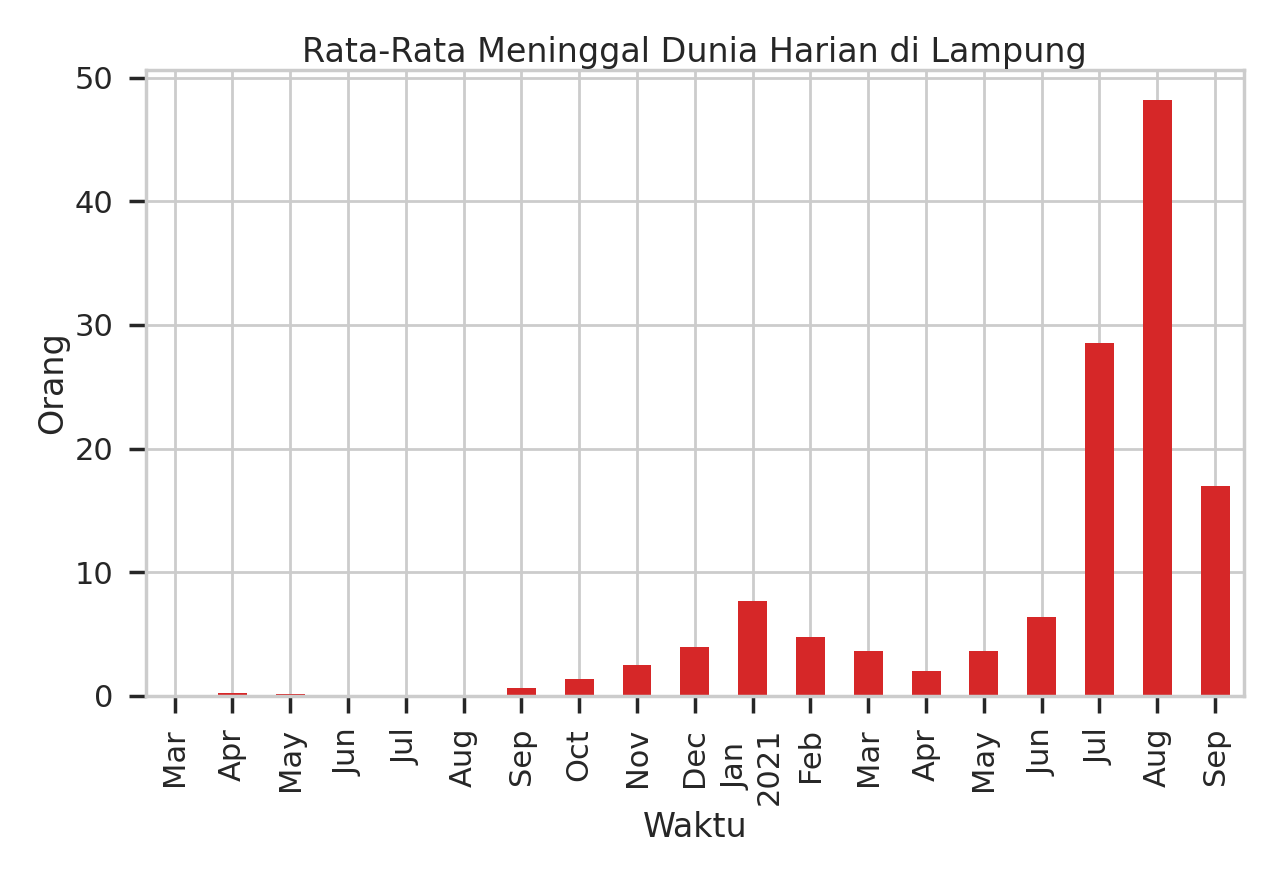 Rata-Rata Meninggal Dunia Harian di Lampung
50
40
30
20
10
0
Orang
Mar
Apr
May
Jun
Jul
Aug
Sep
Oct
Nov
Dec
Jan
2021
Feb
Mar
Apr
May
Jun
Jul
Aug
Sep
Waktu